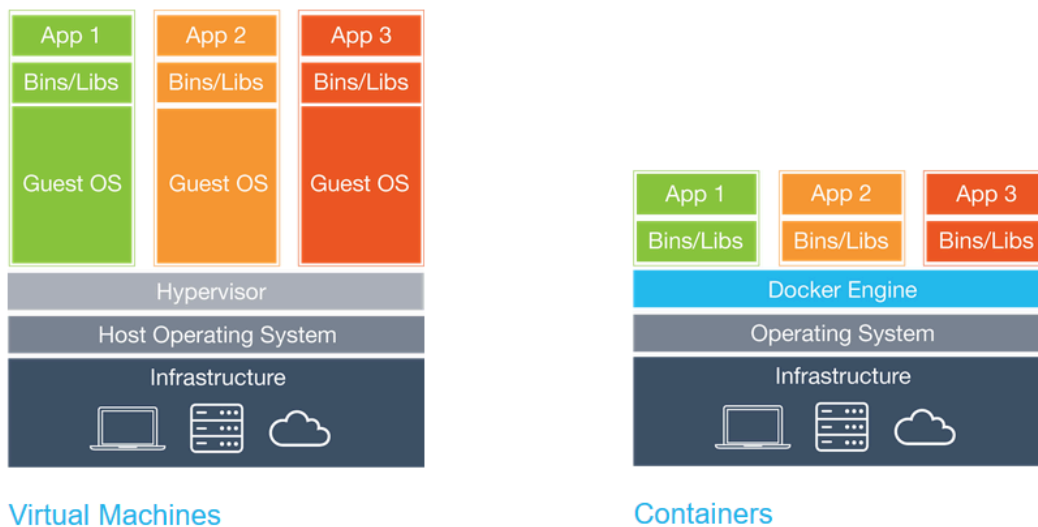 App 1
App 2
App 3
Bins/Libs
Bins/Libs
Bins/Libs
Guest OS
Guest OS
Guest OS
Hypervisor
Host Operating System
Infrastructure
Virtual Machines
App 1
App 2
App 3
Bins/Libs
Bins/Libs
Bins/Libs
Docker Engine
Operating System
Infrastructure
Containers